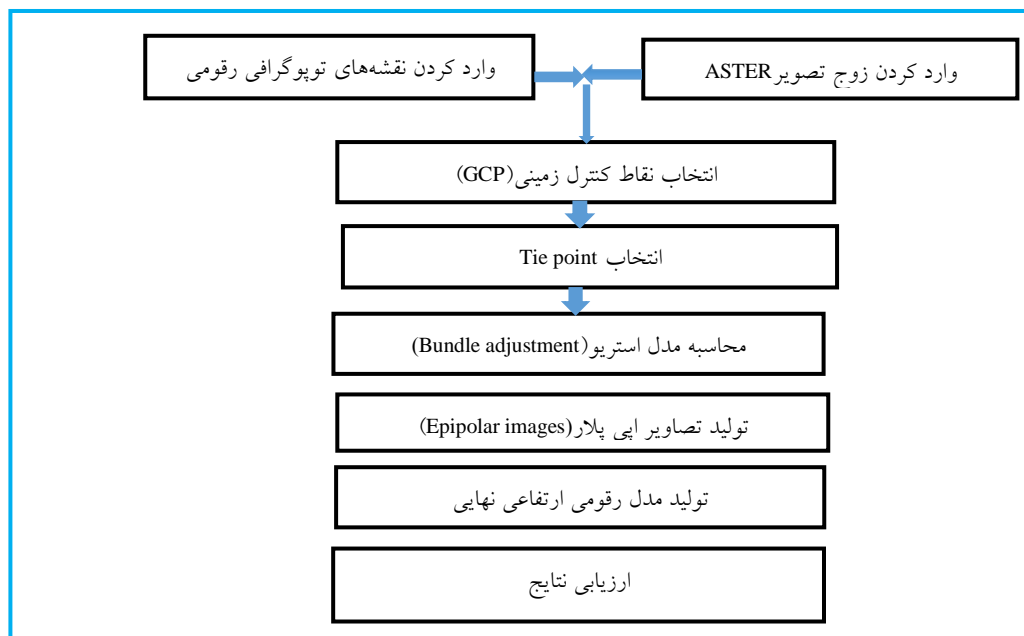 وارد کردن زوج تصویرASTER
وارد کردن نقشه‌های توپوگرافی رقومی
انتخاب نقاط کنترل زمینی(GCP)
انتخاب Tie point
محاسبه مدل استریو(Bundle adjustment)
تولید تصاویر اپی پلار(Epipolar images)
تولید مدل رقومی ارتفاعی نهایی
ارزیابی نتایج